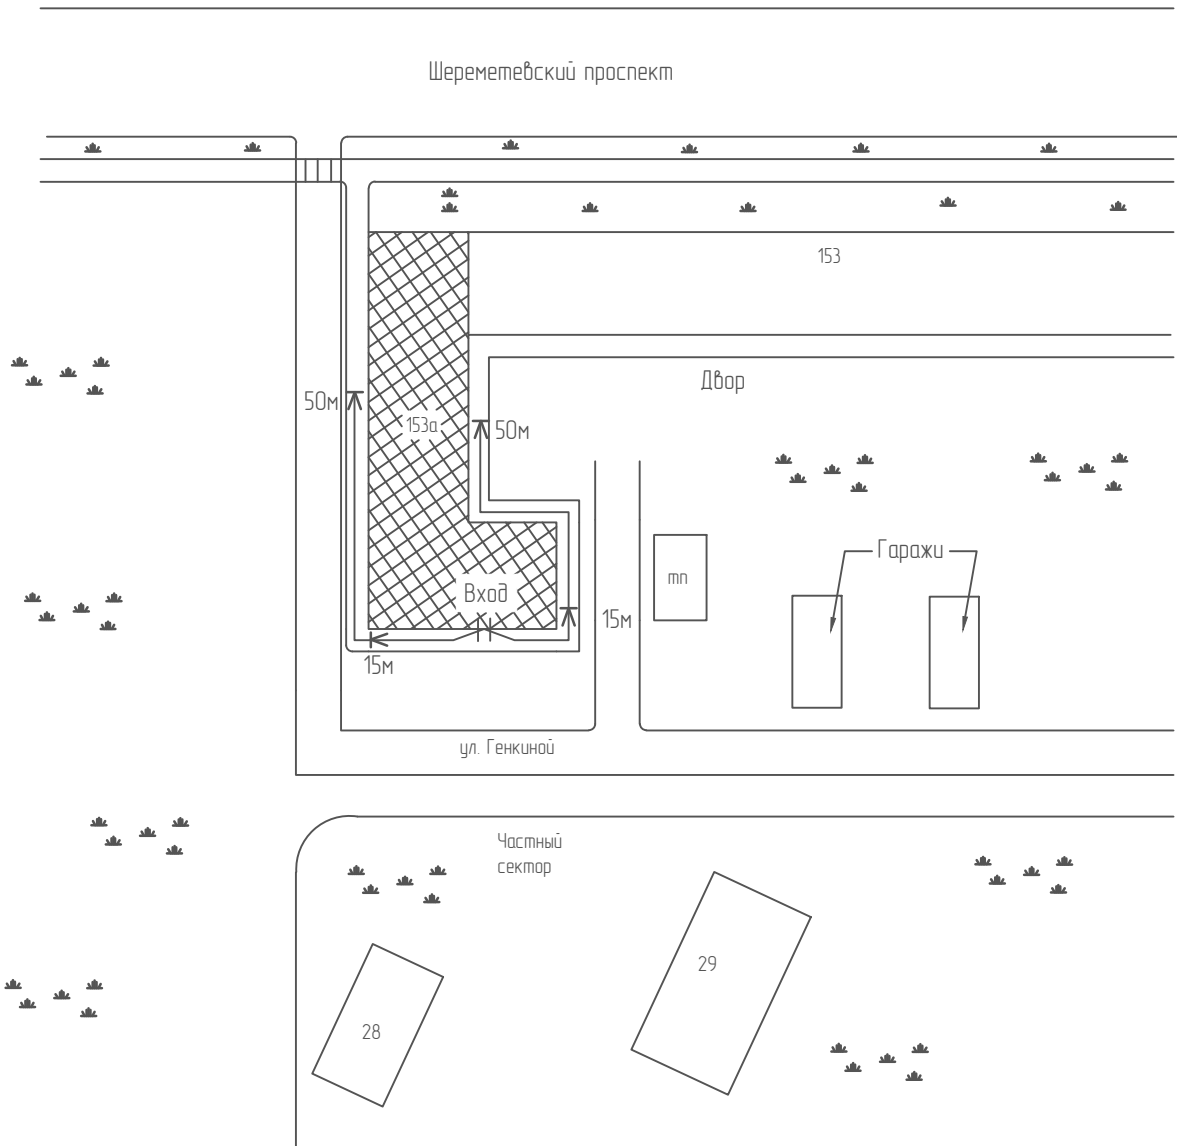 Шереметевский проспект
153
Двор
50м
153а
50м
Гаражи
тп
Вход
15м
15м
ул. Генкиной
Частный
сектор
29
28